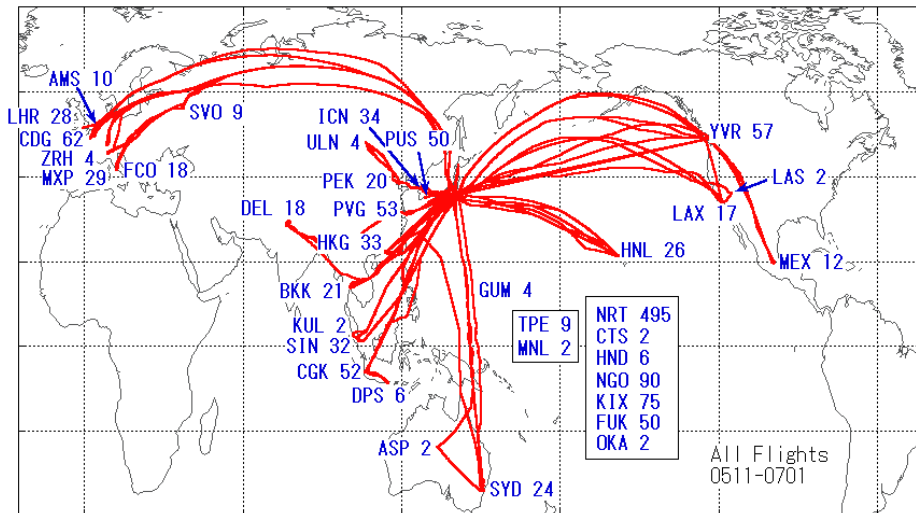 AMS 10
LHR 28
CDG 62
ZRH 4
MXP 29
FCO 18
SVO 9
ICN 34
ULN 4
PUS 50
PEK 20
DEL 18
PVG 53
HKG 33
BKK 21
KUL 2
SIN 32
CGK 52
DPS 6
GUM 4
ASP 2
SYD 24
YVR 57
LAS 2
LAX 17
HNL 26
MEX 12
TPE 9
MNL 2
NRT 495
CTS 2
HND 6
NGO 90
KIX 75
FUK 50
OKA 2
All Flights
0511-0701